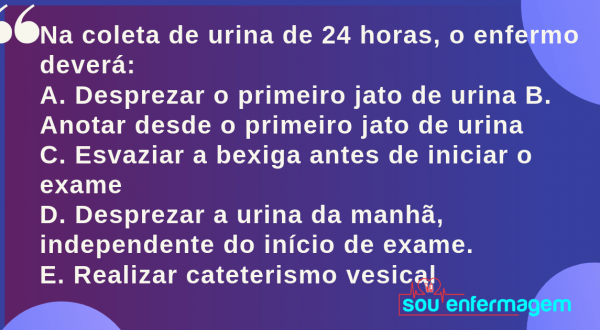 Na coleta de urina de 24 horas, o enfermo
deverá:
A. Desprezar o primeiro jato de urina B.
Anotar desde o primeiro jato de urina
C. Esvaziar a bexiga antes de iniciar o
exame
D. Desprezar a urina da manhã,
independente do início de exame.
E. Realizar cateterismo vesical
sou enfermagem